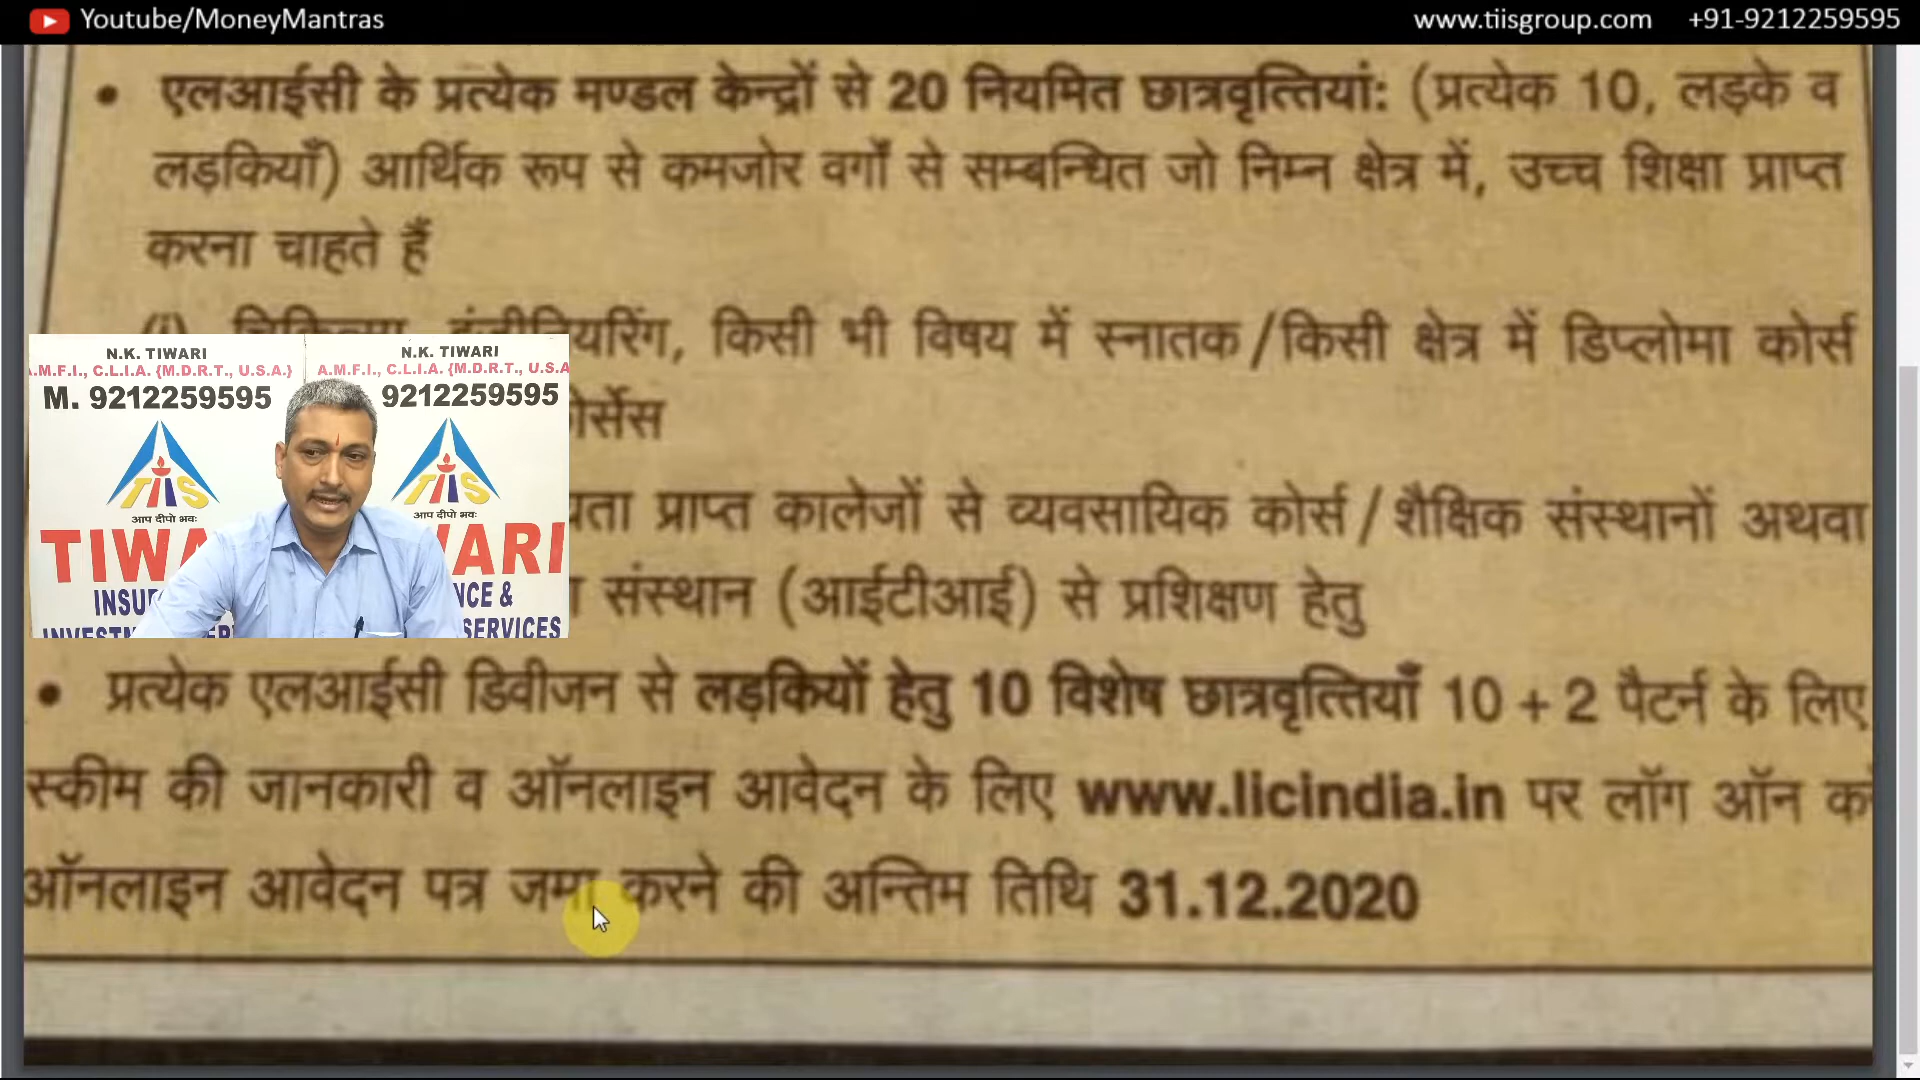 Youtube/MoneyMantras
www.tiisgroup.com +91-9212259595
• एलआईसी के प्रत्येक मण्डल केन्द्रों से 20 नियमित छात्रवृत्तियां: (प्रत्येक 10, लड़के व
लड़कियाँ) आर्थिक रूप से कमजोर वर्गों से सम्बन्धित जो निम्न क्षेत्र में, उच्च शिक्षा प्राप्त
करना चाहते हैं
किसी भी विषय में स्नातक/किसी क्षेत्र में डिप्लोमा कोर्स
प्राप्त कालेजों से व्यवसायिक कोर्स/शैक्षिक संस्थानों अथवा
संस्थान (आईटीआई) से प्रशिक्षण हेतु
• प्रत्येक एलआईसी डिवीजन से लड़कियों हेतु 10 विशेष छात्रवृत्तियाँ 10 + 2 पैटर्न के लिए
स्कीम की जानकारी व ऑनलाइन आवेदन के लिए www.licindia.in पर लॉग ऑन
ऑनलाइन आवेदन पत्र जमा करने की अन्तिम तिथि 31.12.2020
N.K. TIWARI
A.M.F.I., C.L.I.A. {M.D.R.T., U.S.A.}
M. 9212259595
TIIS
आप दीपो भवः
N.K. TIWARI
A.M.F.I., C.L.I.A. {M.D.R.T., U.S.A
9212259595
TIIS
आप दीपो भवः
SERVICES